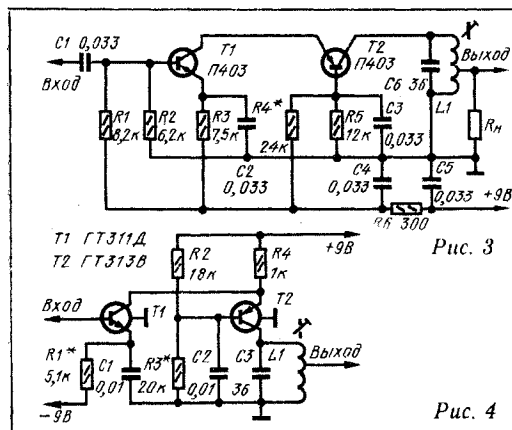 C1 0,033
Вход
T1
П403
T2
П403
C6 36
Выход
R1
8,2к
R2
6,2к
R3
7,5к
R4*
24к
C2
0,033
R5
12к
C3
0,033
L1
Rн
C4
0,033
C5
0,033
+9В
R6 300
Рис. 3
T1 ГТ311Д
T2 ГТ313В
R2
18к
R4
1к
+9В
Вход
T1
T2
R1*
5,1к
C1
0,01
R3*
20к
C2
0,01
C3
36
L1
Выход
-9В
Рис. 4